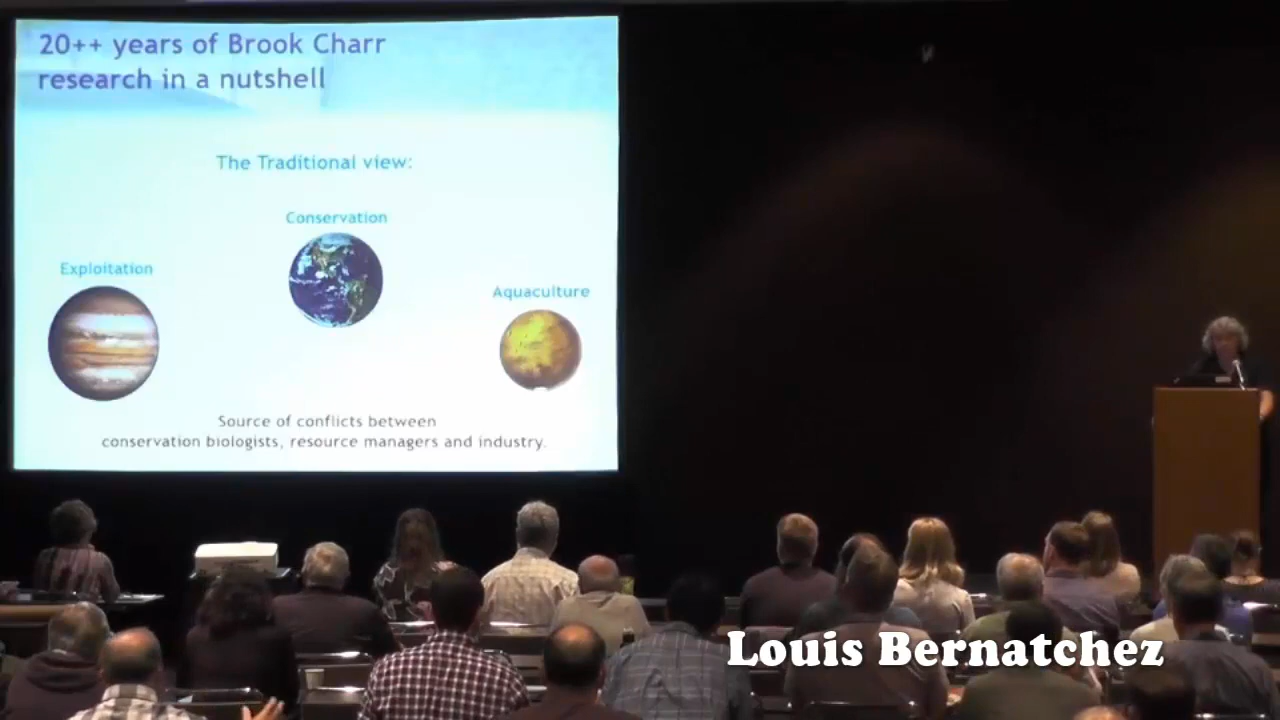 20++ years of Brook Charr
research in a nutshell
The Traditional view:
Conservation
Exploitation
Aquaculture
Source of conflicts between
conservation biologists, resource managers and industry.
Louis Bernatchez